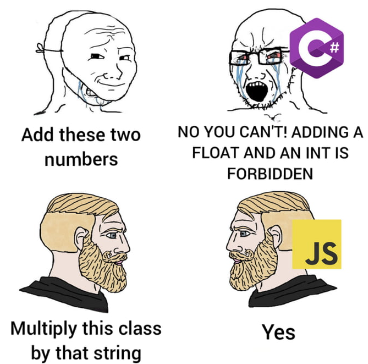 C#
Add these two
numbers
NO YOU CAN'T! ADDING A
FLOAT AND AN INT IS
FORBIDDEN
JS
Multiply this class
by that string
Yes